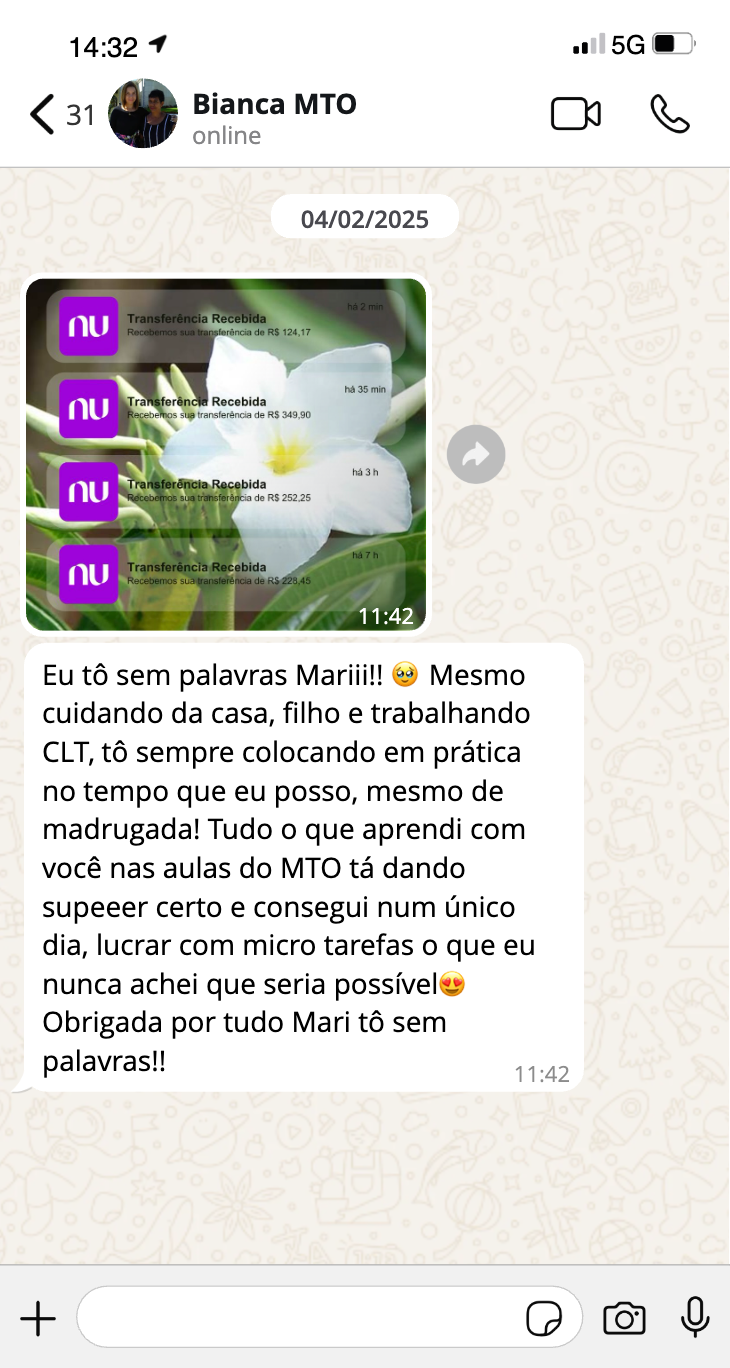 14:32
5G
31
Bianca MTO
online
04/02/2025
nu
Transferência Recebida
há 2 min
Recebemos sua transferência de R$ 124,17
nu
Transferência Recebida
há 35 min
Recebemos sua transferência de R$ 349,90
nu
Transferência Recebida
há 3 h
Recebemos sua transferência de R$ 252,25
nu
Transferência Recebida
há 7 h
Recebemos sua transferência de R$ 228,45
11:42
Eu tô sem palavras Mariii!! 🥹 Mesmo
cuidando da casa, filho e trabalhando
CLT, tô sempre colocando em prática
no tempo que eu posso, mesmo de
madrugada! Tudo o que aprendi com
você nas aulas do MTO tá dando
supeeer certo e consegui num único
dia, lucrar com micro tarefas o que eu
nunca achei que seria possível😍
Obrigada por tudo Mari tô sem
palavras!!
11:42